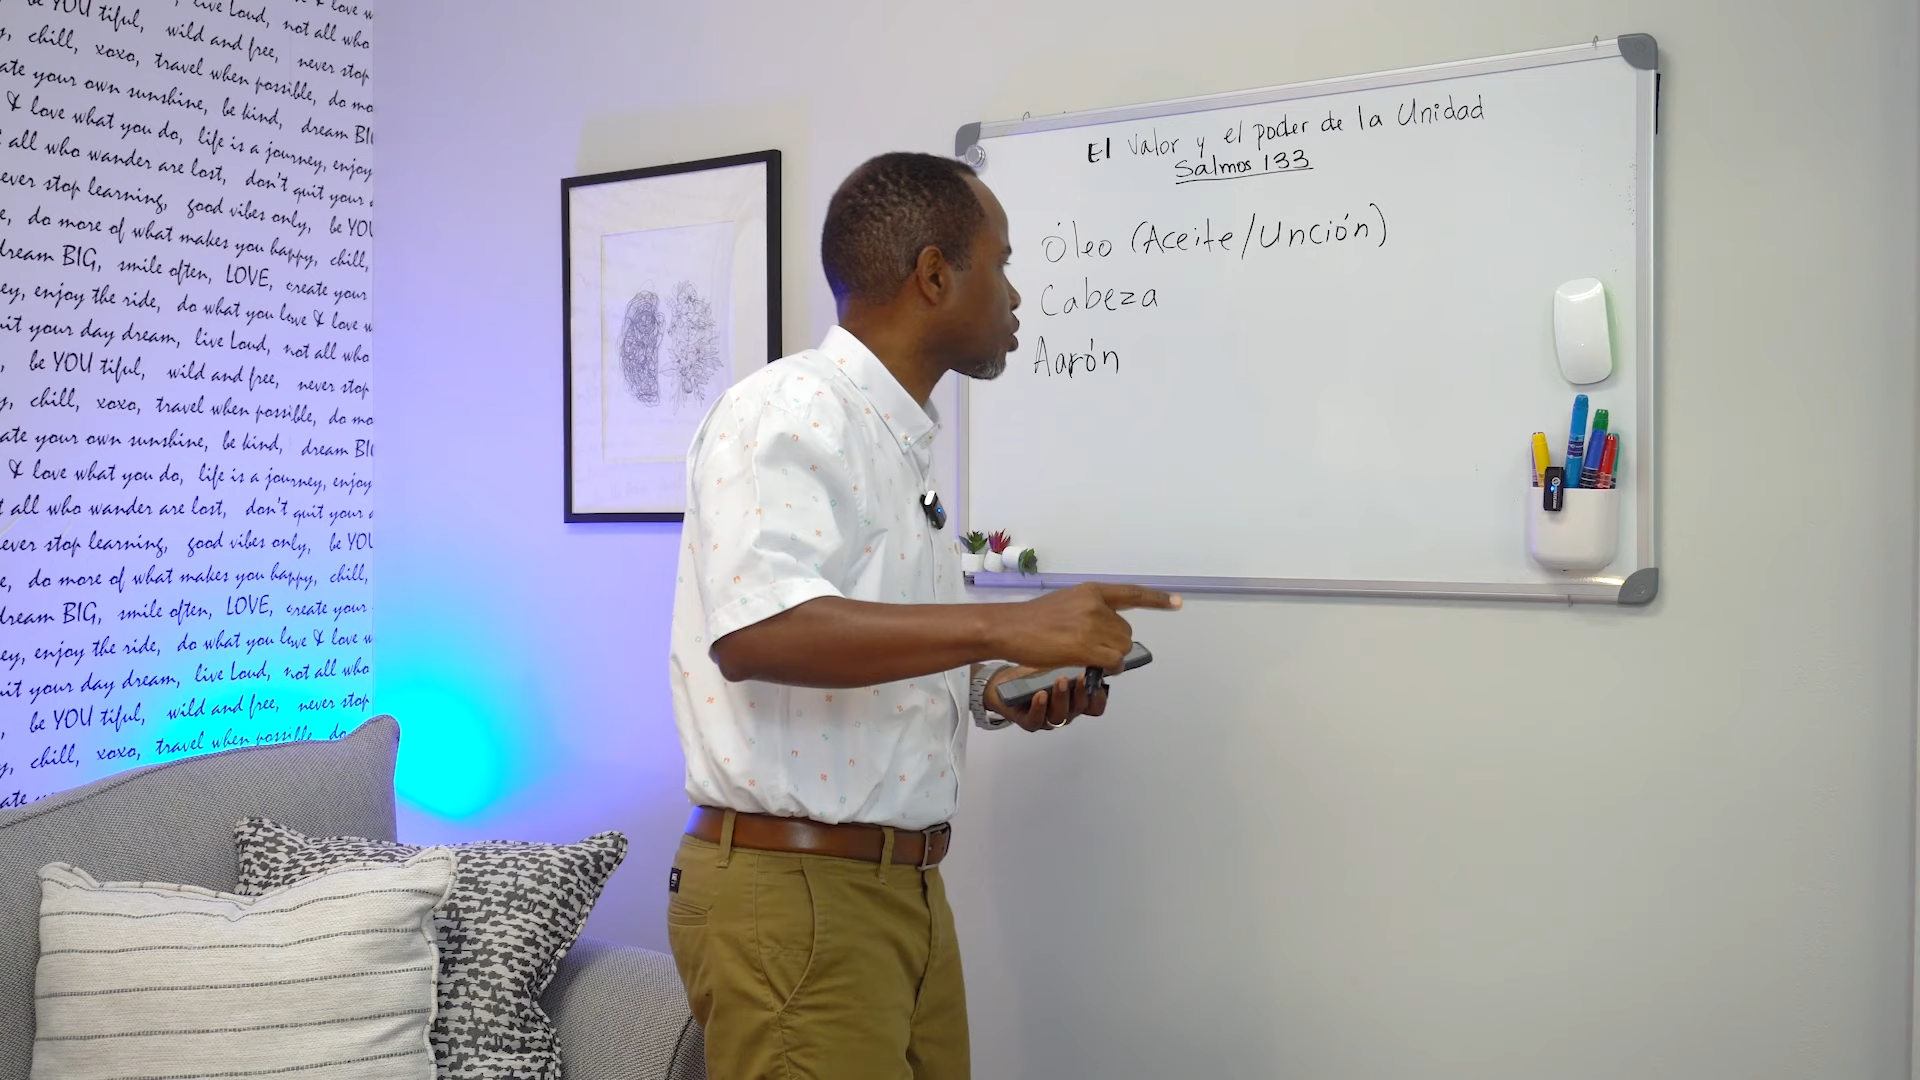 be YOU tiful, live Loud, not all who
chill, xoxo, wild and free, never stop
ate your own sunshine, travel when possible, do mo
& love what you do, be kind, dream BI
all who wander are lost, life is a journey, enjoy
ever stop learning, don't quit your
e, do more of what makes you happy, good vibes only, be YOU
dream BIG, smile often, LOVE, chill,
ey, enjoy the ride, do what you love & love w create your
uit your day dream, live Loud, not all who
be YOU tiful, wild and free, never stop
y, chill, xoxo, travel when possible, do mo
ate your own sunshine, be kind, dream BI
& love what you do, life is a journey, enjoy
t all who wander are lost, don't quit your
ever stop learning, good vibes only, be YOU
e, do more of what makes you happy, chill,
dream BIG, smile often, LOVE, create your
ey, enjoy the ride, do what you love & love w
uit your day dream, live Loud, not all who
be YOU tiful, wild and free, never stop
y, chill, xoxo, travel when possible, do
ate
El valor y el poder de la Unidad
Salmos 133
Óleo (Aceite/Unción)
Cabeza
Aarón